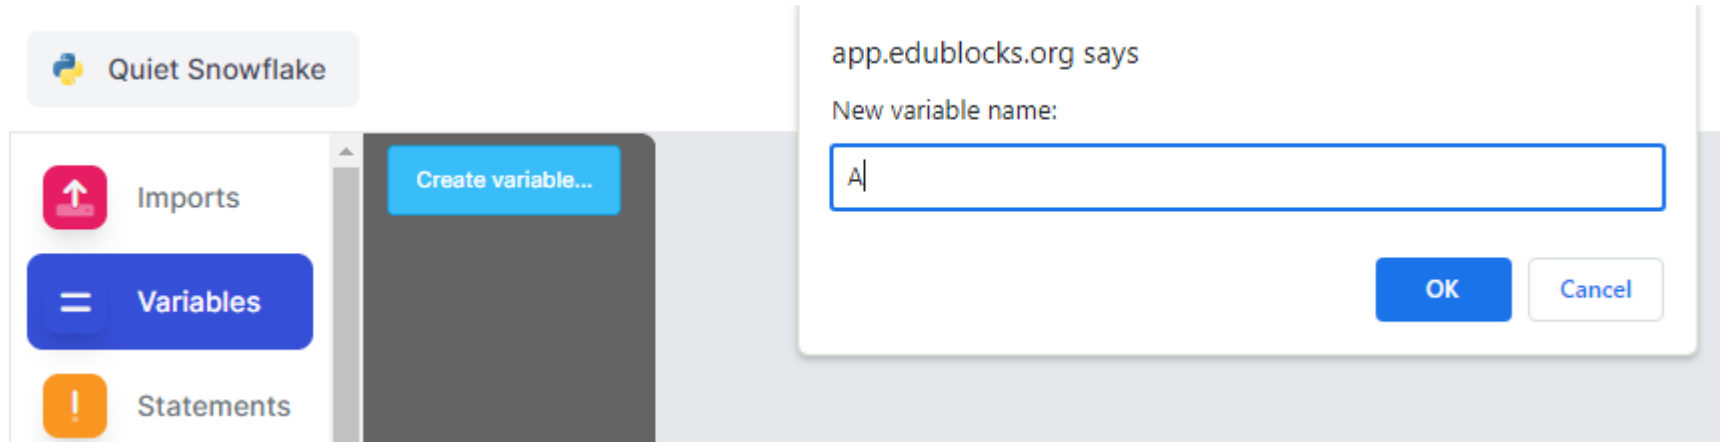 Quiet Snowflake
app.edublocks.org says
New variable name:
A
OK
Cancel
Create variable...
Imports
Variables
Statements